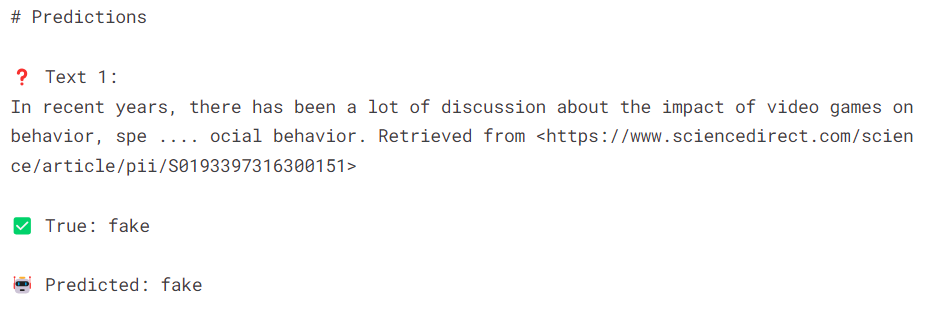 # Predictions
❓ Text 1:
In recent years, there has been a lot of discussion about the impact of video games on
behavior, spe .... ocial behavior. Retrieved from <https://www.sciencedirect.com/scien
ce/article/pii/S0193397316300151>
✅ True: fake
🤖 Predicted: fake